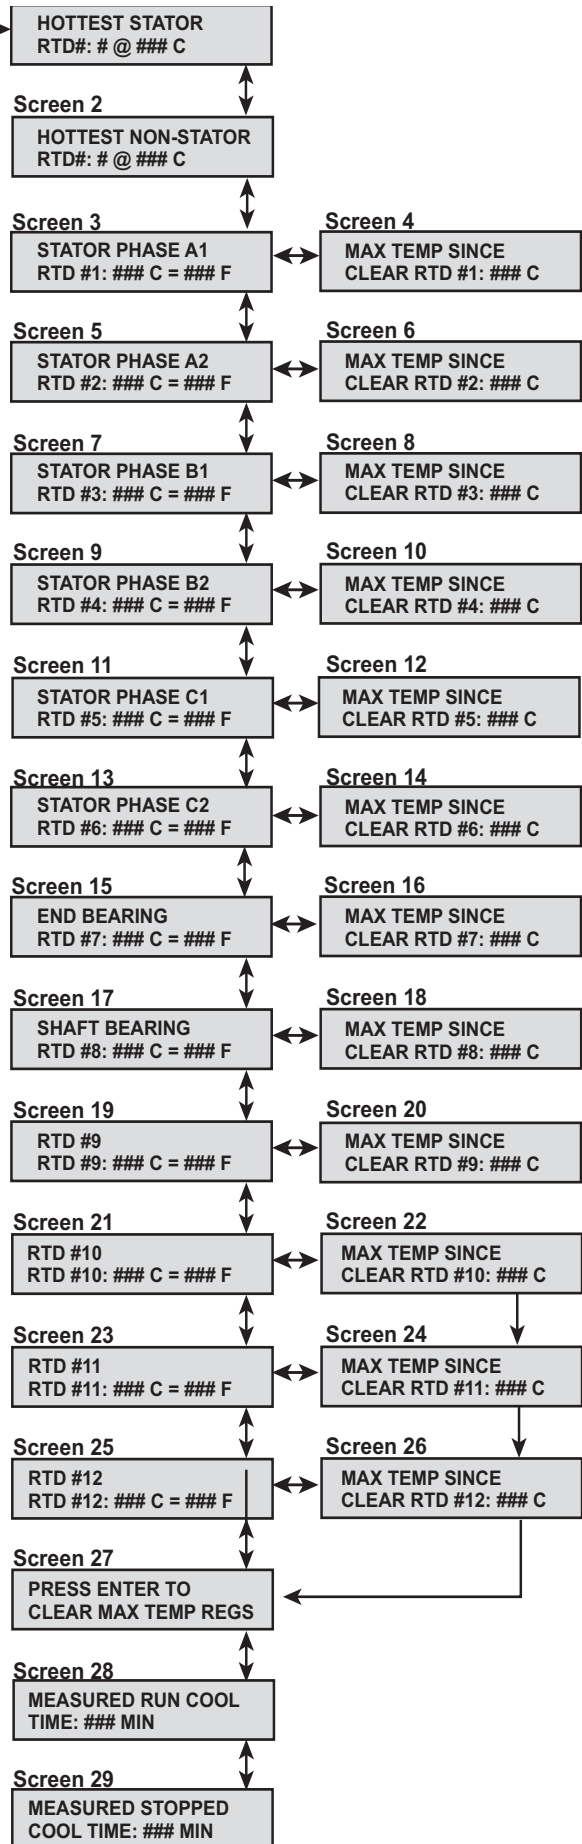 HOTTEST STATOR
RTD#: # @ ### C
Screen 2
HOTTEST NON-STATOR
RTD#: # @ ### C
Screen 3
STATOR PHASE A1
RTD #1: ### C = ### F
Screen 4
MAX TEMP SINCE
CLEAR RTD #1: ### C
Screen 5
STATOR PHASE A2
RTD #2: ### C = ### F
Screen 6
MAX TEMP SINCE
CLEAR RTD #2: ### C
Screen 7
STATOR PHASE B1
RTD #3: ### C = ### F
Screen 8
MAX TEMP SINCE
CLEAR RTD #3: ### C
Screen 9
STATOR PHASE B2
RTD #4: ### C = ### F
Screen 10
MAX TEMP SINCE
CLEAR RTD #4: ### C
Screen 11
STATOR PHASE C1
RTD #5: ### C = ### F
Screen 12
MAX TEMP SINCE
CLEAR RTD #5: ### C
Screen 13
STATOR PHASE C2
RTD #6: ### C = ### F
Screen 14
MAX TEMP SINCE
CLEAR RTD #6: ### C
Screen 15
END BEARING
RTD #7: ### C = ### F
Screen 16
MAX TEMP SINCE
CLEAR RTD #7: ### C
Screen 17
SHAFT BEARING
RTD #8: ### C = ### F
Screen 18
MAX TEMP SINCE
CLEAR RTD #8: ### C
Screen 19
RTD #9
RTD #9: ### C = ### F
Screen 20
MAX TEMP SINCE
CLEAR RTD #9: ### C
Screen 21
RTD #10
RTD #10: ### C = ### F
Screen 22
MAX TEMP SINCE
CLEAR RTD #10: ### C
Screen 23
RTD #11
RTD #11: ### C = ### F
Screen 24
MAX TEMP SINCE
CLEAR RTD #11: ### C
Screen 25
RTD #12
RTD #12: ### C = ### F
Screen 26
MAX TEMP SINCE
CLEAR RTD #12: ### C
Screen 27
PRESS ENTER TO
CLEAR MAX TEMP REGS
Screen 28
MEASURED RUN COOL
TIME: ### MIN
Screen 29
MEASURED STOPPED
COOL TIME: ### MIN